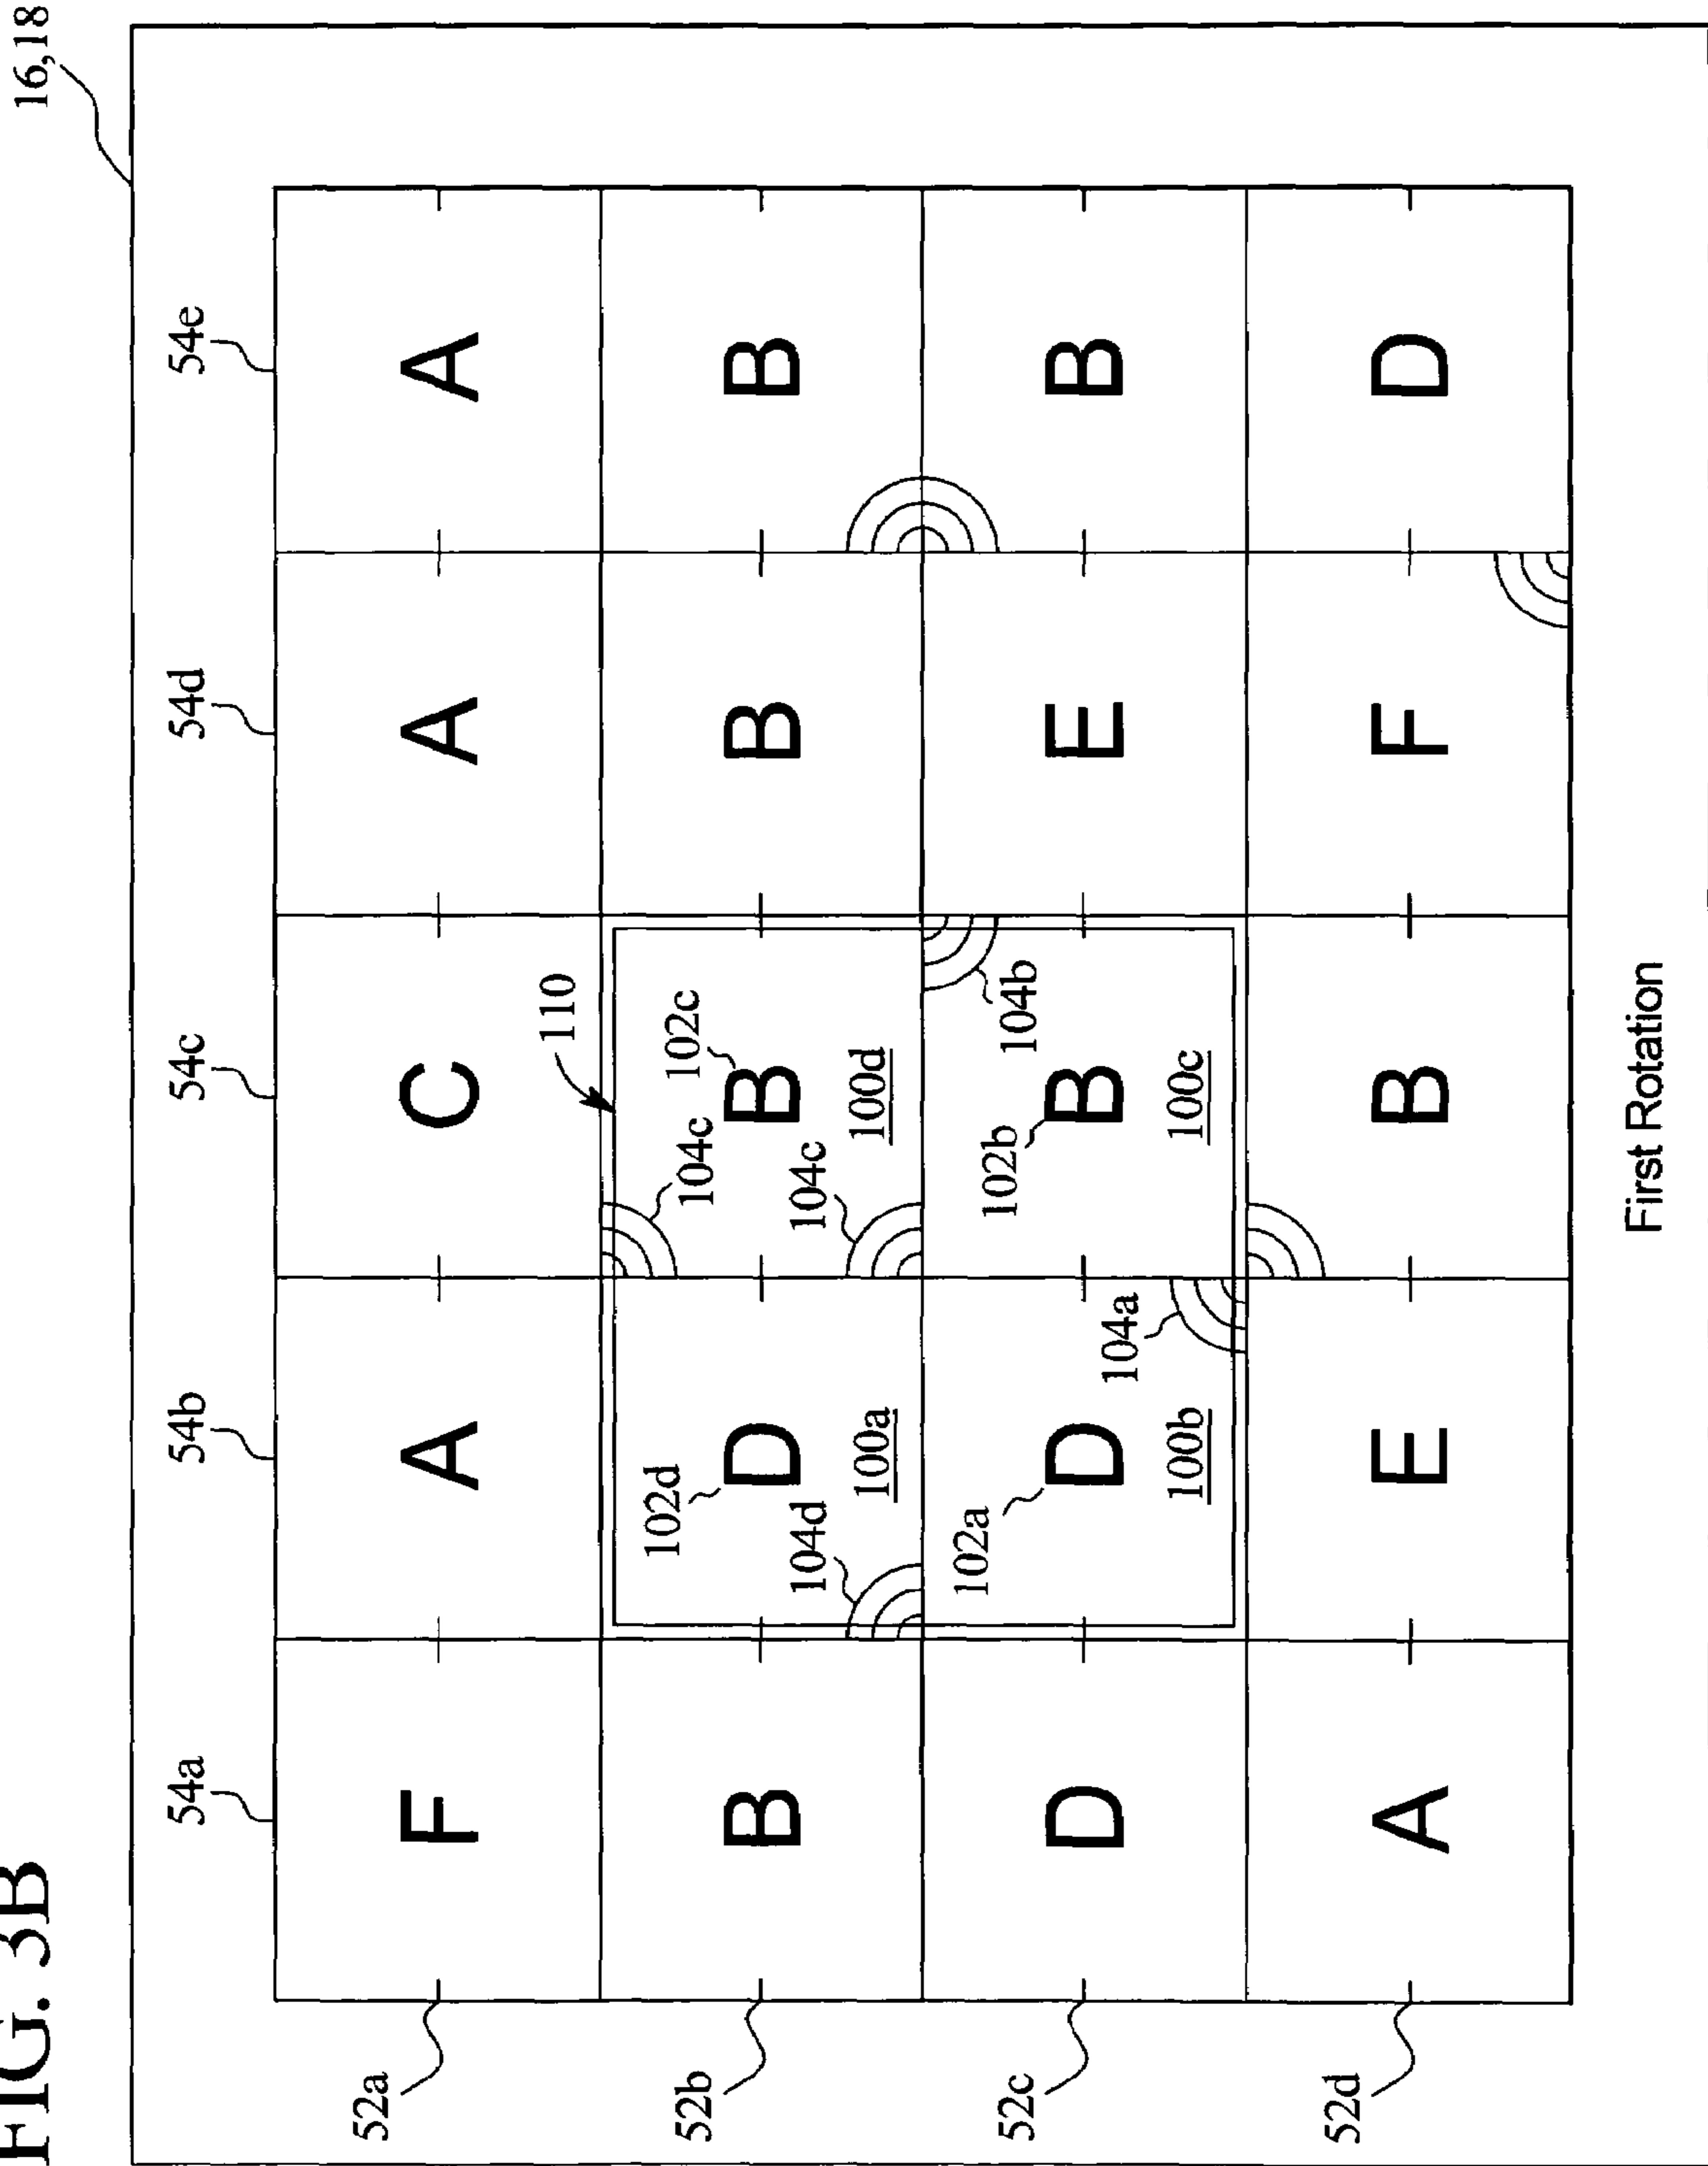 FIG. 3B
16,18
54a 54b 54c 54d 54e
52a
F A C A A
110
52b 102d 104c 102c
B D B B B
104d 104c
100a 100d
52c 102a 102b 104b
D D B E B
104a
100b 100c
52d
A E B F D
First Rotation